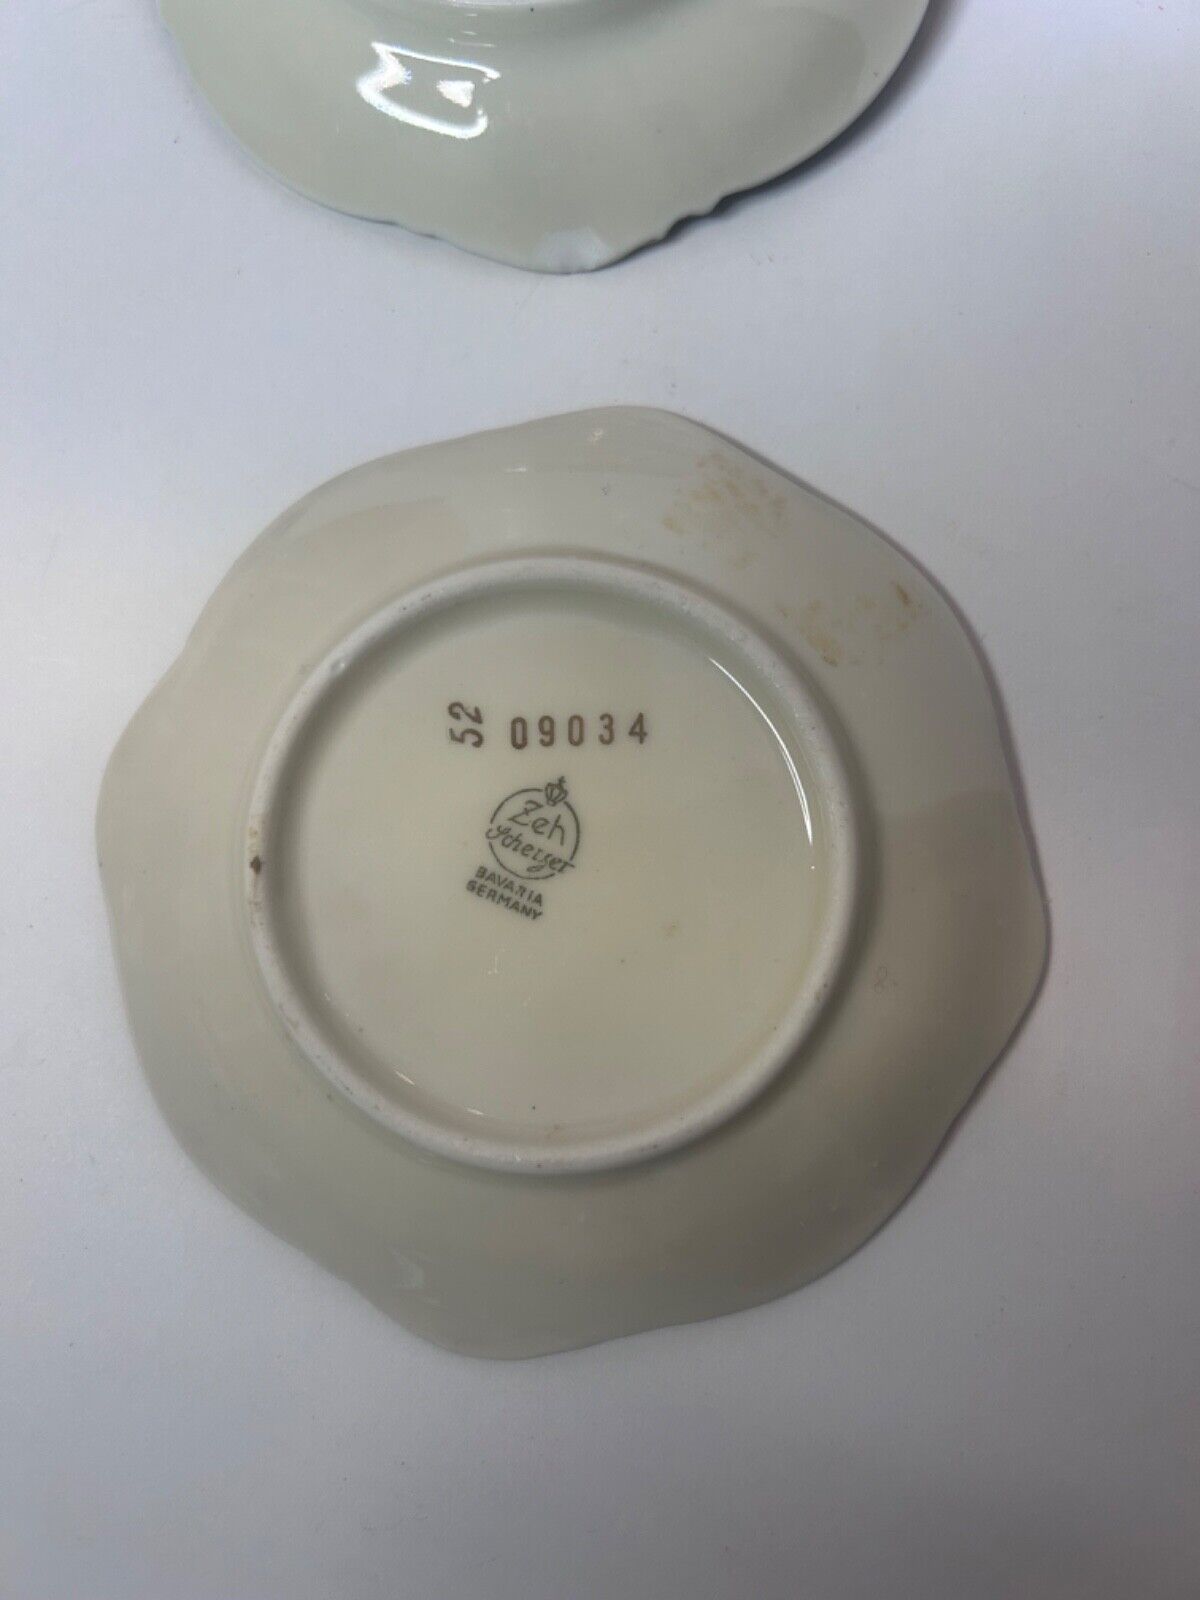 52 09034
Zeh
Scherzer
BAVARIA
GERMANY